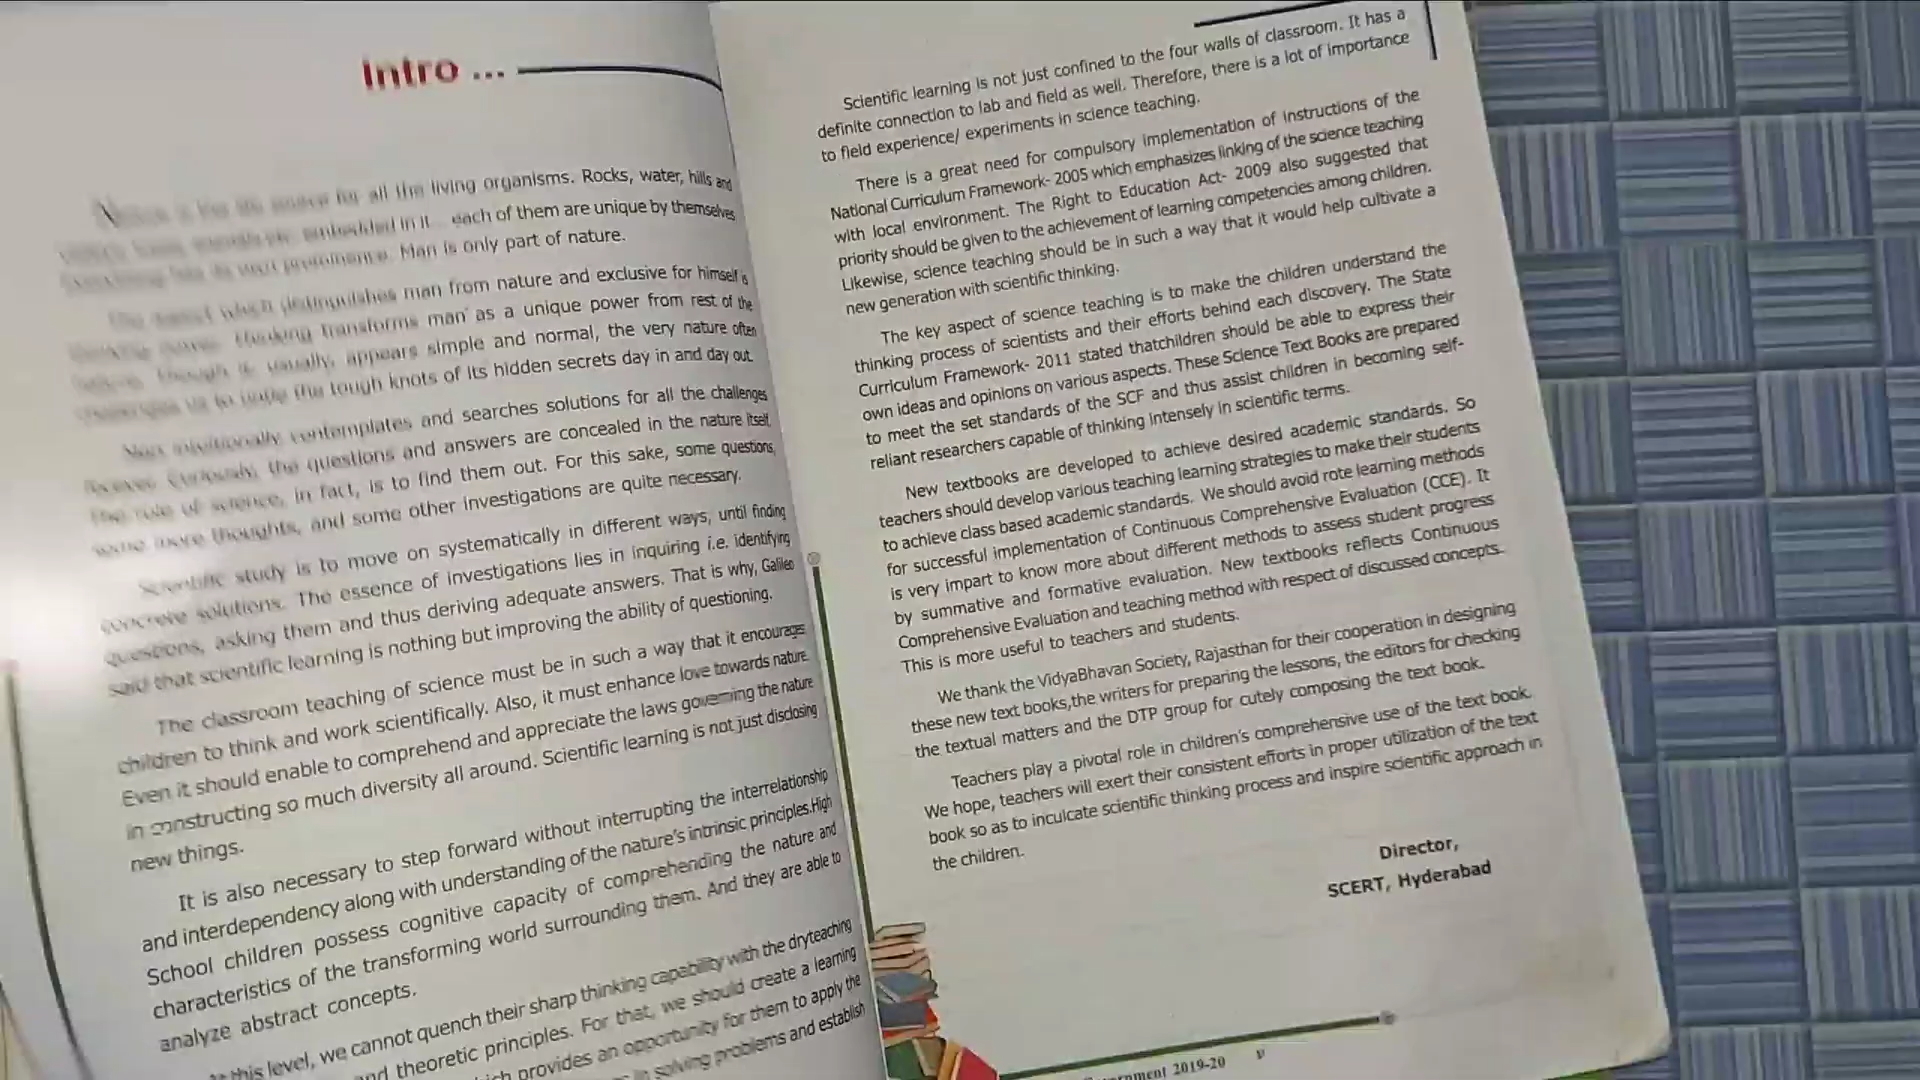 Intro ...
all the living organisms. Rocks, water, hills and
embedded in it... each of them are unique by themselves
prominence. Man is only part of nature.
which distinguishes man from nature and exclusive for himself is
thinking transforms man as a unique power from rest of the
though it usually, appears simple and normal, the very nature often
the tough knots of its hidden secrets day in and day out.
Man intuitionally contemplates and searches solutions for all the challenges
Curiously, the questions and answers are concealed in the nature itself.
The role of science, in fact, is to find them out. For this sake, some questions,
some more thoughts, and some other investigations are quite necessary.
Scientific study is to move on systematically in different ways, until finding
concrete solutions. The essence of investigations lies in inquiring i.e. identifying
questions, asking them and thus deriving adequate answers. That is why, Galileo
said that scientific learning is nothing but improving the ability of questioning.
The classroom teaching of science must be in such a way that it encourages
children to think and work scientifically. Also, it must enhance love towards nature.
Even it should enable to comprehend and appreciate the laws governing the nature
in constructing so much diversity all around. Scientific learning is not just disclosing
new things.
It is also necessary to step forward without interrupting the interrelationship
and interdependency along with understanding of the nature's intrinsic principles.High
School children possess cognitive capacity of comprehending the nature and
characteristics of the transforming world surrounding them. And they are able to
analyze abstract concepts.
this level, we cannot quench their sharp thinking capability with the dryteaching
and theoretic principles. For that, we should create a learning
provides an opportunity for them to apply the
in solving problems and establish
Scientific learning is not just confined to the four walls of classroom. It has a
definite connection to lab and field as well. Therefore, there is a lot of importance
to field experience/ experiments in science teaching.
There is a great need for compulsory implementation of instructions of the
National Curriculum Framework- 2005 which emphasizes linking of the science teaching
with local environment. The Right to Education Act- 2009 also suggested that
priority should be given to the achievement of learning competencies among children.
Likewise, science teaching should be in such a way that it would help cultivate a
new generation with scientific thinking.
The key aspect of science teaching is to make the children understand the
thinking process of scientists and their efforts behind each discovery. The State
Curriculum Framework- 2011 stated thatchildren should be able to express their
own ideas and opinions on various aspects. These Science Text Books are prepared
to meet the set standards of the SCF and thus assist children in becoming self-
reliant researchers capable of thinking intensely in scientific terms.
New textbooks are developed to achieve desired academic standards. So
teachers should develop various teaching learning strategies to make their students
to achieve class based academic standards. We should avoid rote learning methods
for successful implementation of Continuous Comprehensive Evaluation (CCE). It
is very impart to know more about different methods to assess student progress
by summative and formative evaluation. New textbooks reflects Continuous
Comprehensive Evaluation and teaching method with respect of discussed concepts.
This is more useful to teachers and students.
We thank the VidyaBhavan Society, Rajasthan for their cooperation in designing
these new text books,the writers for preparing the lessons, the editors for checking
the textual matters and the DTP group for cutely composing the text book.
Teachers play a pivotal role in children's comprehensive use of the text book.
We hope, teachers will exert their consistent efforts in proper utilization of the text
book so as to inculcate scientific thinking process and inspire scientific approach in
the children.
Director,
SCERT, Hyderabad
2019-20
v